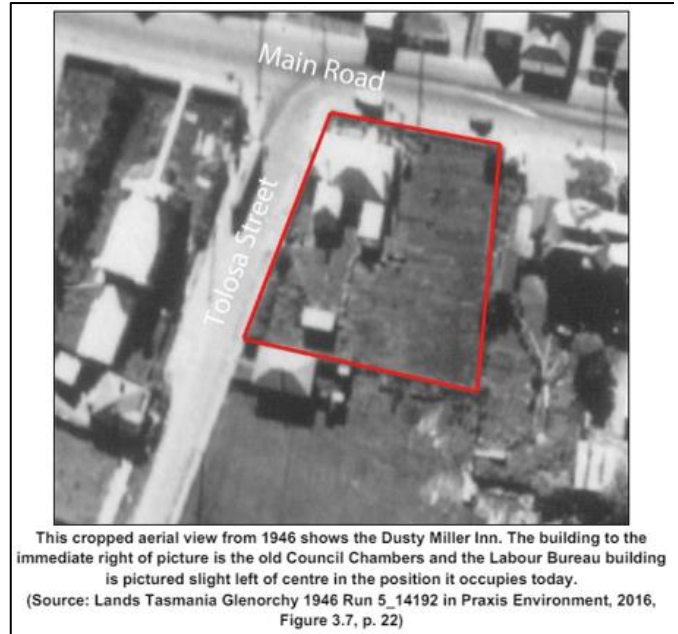 Main Road
Tolosa Street
This cropped aerial view from 1946 shows the Dusty Miller Inn. The building to the
immediate right of picture is the old Council Chambers and the Labour Bureau building
is pictured slight left of centre in the position it occupies today.
(Source: Lands Tasmania Glenorchy 1946 Run 5_14192 in Praxis Environment, 2016,
Figure 3.7, p. 22)